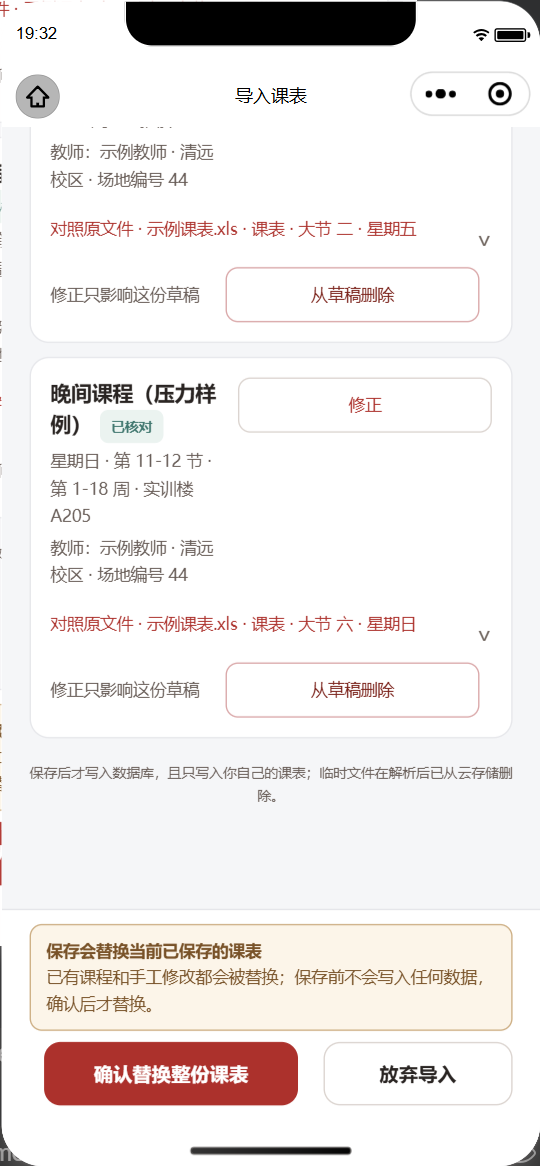 19:32
导入课表
教师：示例教师 · 清远
校区 · 场地编号 44
对照原文件 · 示例课表.xls · 课表 · 大节 二 · 星期五
修正只影响这份草稿
从草稿删除
晚间课程（压力样
例） 已核对
修正
星期日 · 第 11-12 节 ·
第 1-18 周 · 实训楼
A205
教师：示例教师 · 清远
校区 · 场地编号 44
对照原文件 · 示例课表.xls · 课表 · 大节 六 · 星期日
修正只影响这份草稿
从草稿删除
保存后才写入数据库，且只写入你自己的课表；临时文件在解析后已从云存储删
除。
保存会替换当前已保存的课表
已有课程和手工修改都会被替换；保存前不会写入任何数据，
确认后才替换。
确认替换整份课表
放弃导入